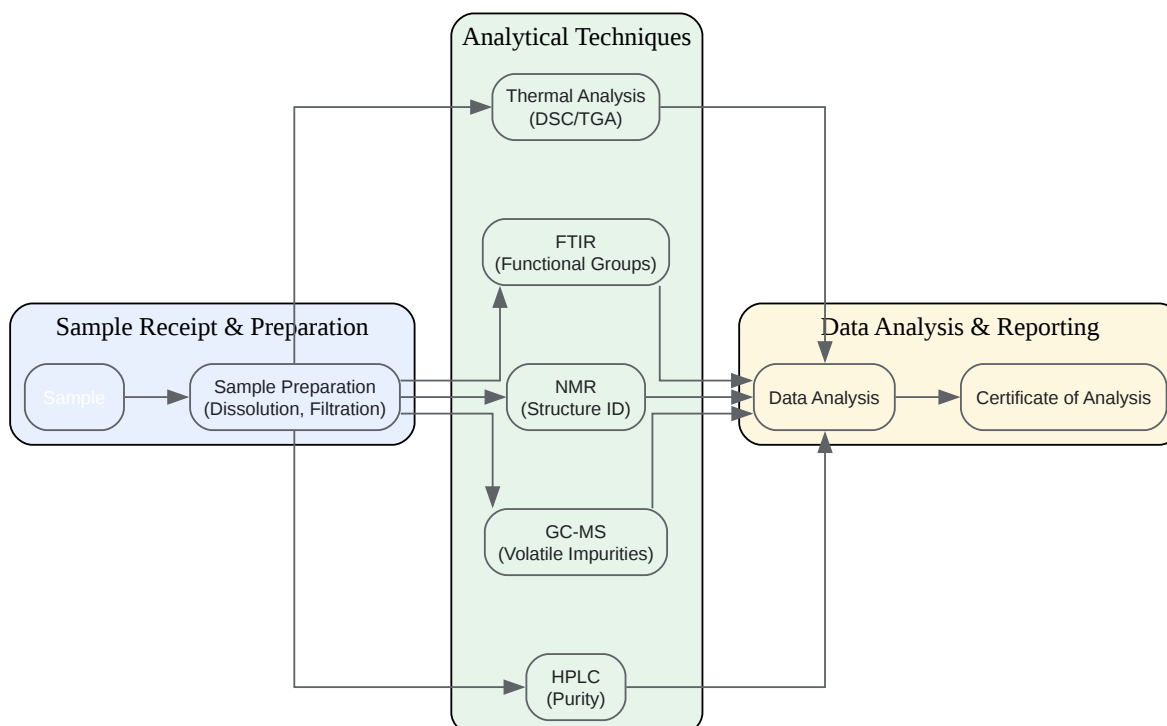 Analytical Techniques
Thermal Analysis
(DSC/TGA)
FTIR
(Functional Groups)
Sample Receipt & Preparation
Data Analysis & Reporting
Sample
Sample Preparation
(Dissolution, Filtration)
NMR
(Structure ID)
Data Analysis
Certificate of Analysis
GC-MS
(Volatile Impurities)
HPLC
(Purity)